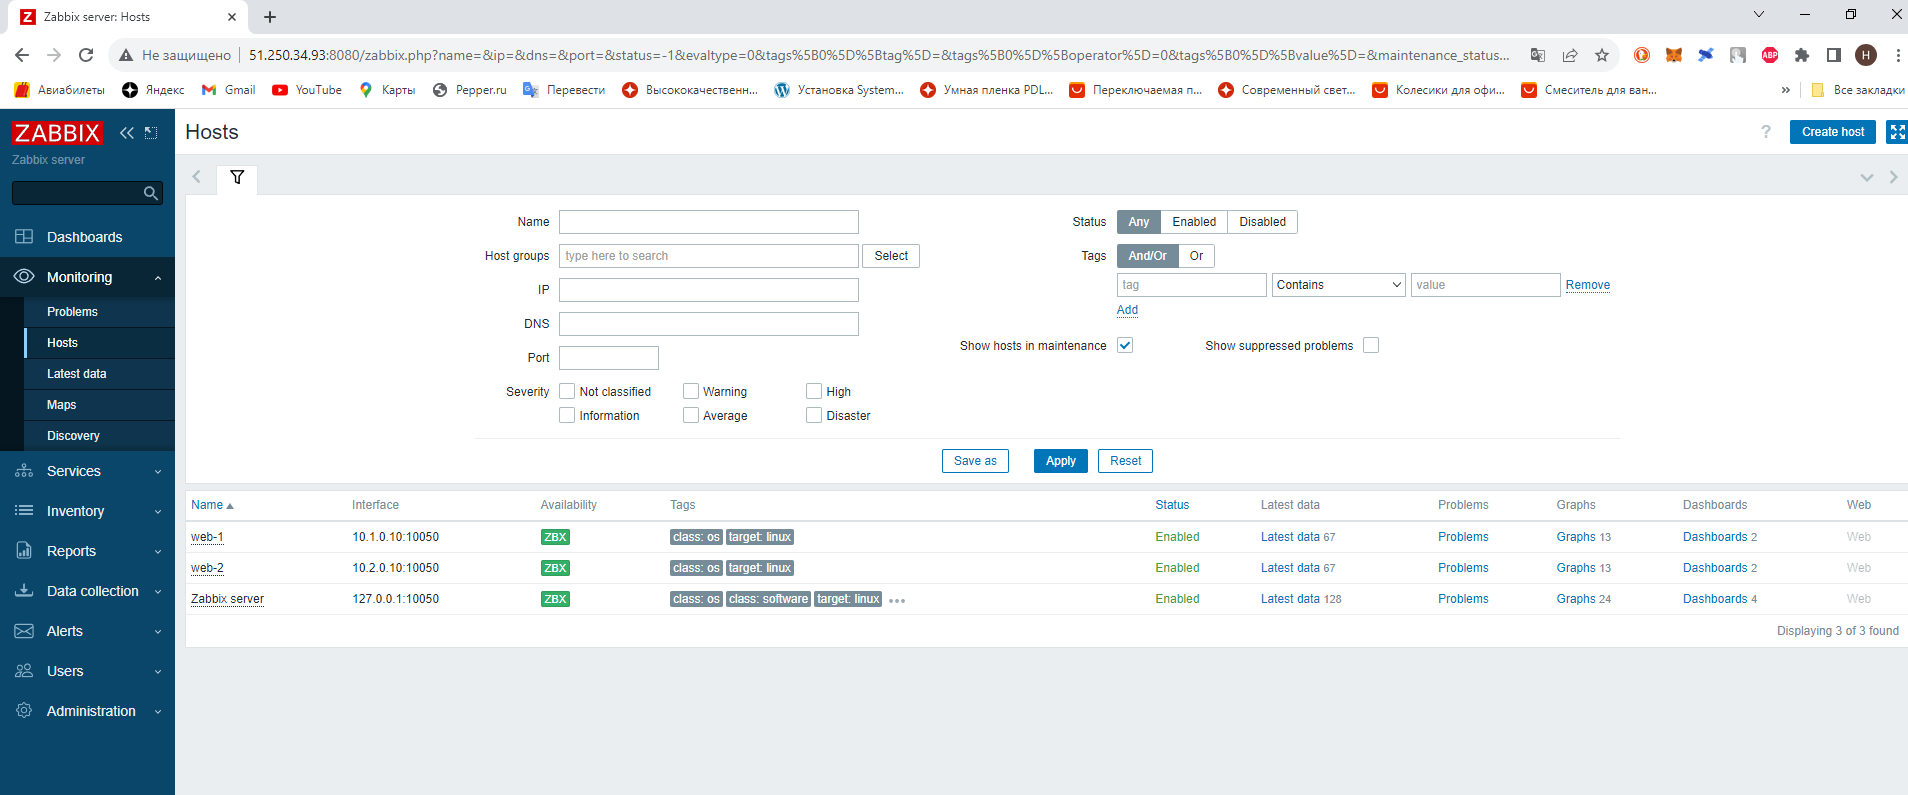 Zabbix server: Hosts
Не защищено 51.250.34.93:8080/zabbix.php?name=&ip=&dns=&port=&status=-1&evaltype=0&tags%5B0%5D%5Btag%5D=&tags%5B0%5D%5Boperator%5D=0&tags%5B0%5D%5Bvalue%5D=&maintenance_status... ABP H
Авиабилеты Яндекс Gmail YouTube Карты Pepper.ru Перевести Высококачественн... Установка System... Умная пленка PDL... Переключаемая п... Современный свет... Колесики для офи... Смеситель для ван... » Все закладки
ZABBIX
Zabbix server
Dashboards
Monitoring
Problems
Hosts
Latest data
Maps
Discovery
Services
Inventory
Reports
Data collection
Alerts
Users
Administration
Hosts ? Create host
Name
Host groups type here to search Select
IP
DNS
Port
Severity Not classified Warning High
Information Average Disaster
Status Any Enabled Disabled
Tags And/Or Or
tag Contains value Remove
Add
Show hosts in maintenance Show suppressed problems
Save as Apply Reset
Name Interface Availability Tags Status Latest data Problems Graphs Dashboards Web
web-1 10.1.0.10:10050 ZBX class: os target: linux Enabled Latest data 67 Problems Graphs 13 Dashboards 2 Web
web-2 10.2.0.10:10050 ZBX class: os target: linux Enabled Latest data 67 Problems Graphs 13 Dashboards 2 Web
Zabbix server 127.0.0.1:10050 ZBX class: os class: software target: linux ... Enabled Latest data 128 Problems Graphs 24 Dashboards 4 Web
Displaying 3 of 3 found